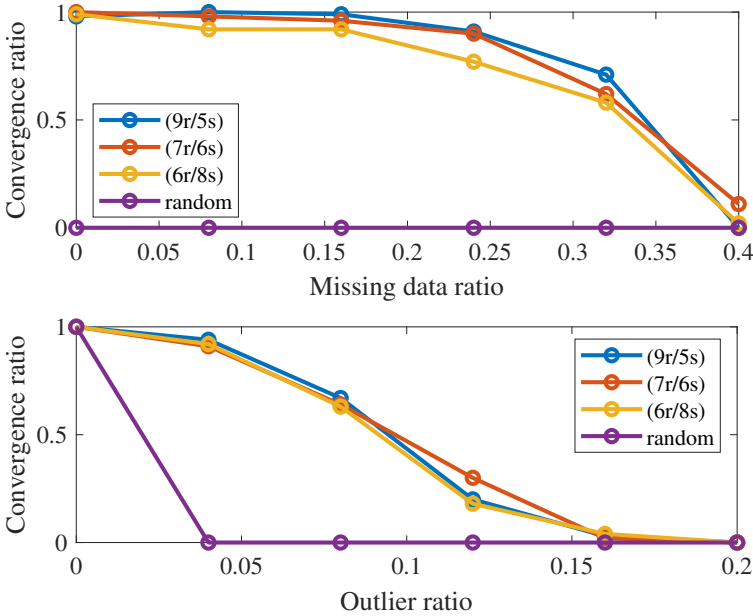 Convergence ratio
1
0.5
0
(9r/5s)
(7r/6s)
(6r/8s)
random
0 0.05 0.1 0.15 0.2 0.25 0.3 0.35 0.4
Missing data ratio
Convergence ratio
1
0.5
0
(9r/5s)
(7r/6s)
(6r/8s)
random
0 0.05 0.1 0.15 0.2
Outlier ratio